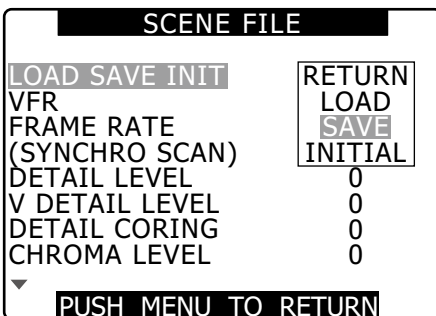 SCENE FILE
LOAD SAVE INIT RETURN
VFR LOAD
FRAME RATE SAVE
(SYNCHRO SCAN) INITIAL
DETAIL LEVEL 0
V DETAIL LEVEL 0
DETAIL CORING 0
CHROMA LEVEL 0
PUSH MENU TO RETURN